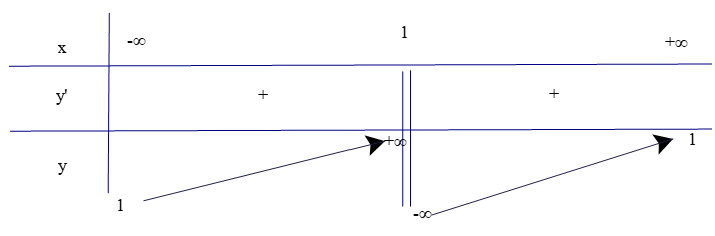 x -∞ 1 +∞
y' + +
y 1 +∞ -∞ 1